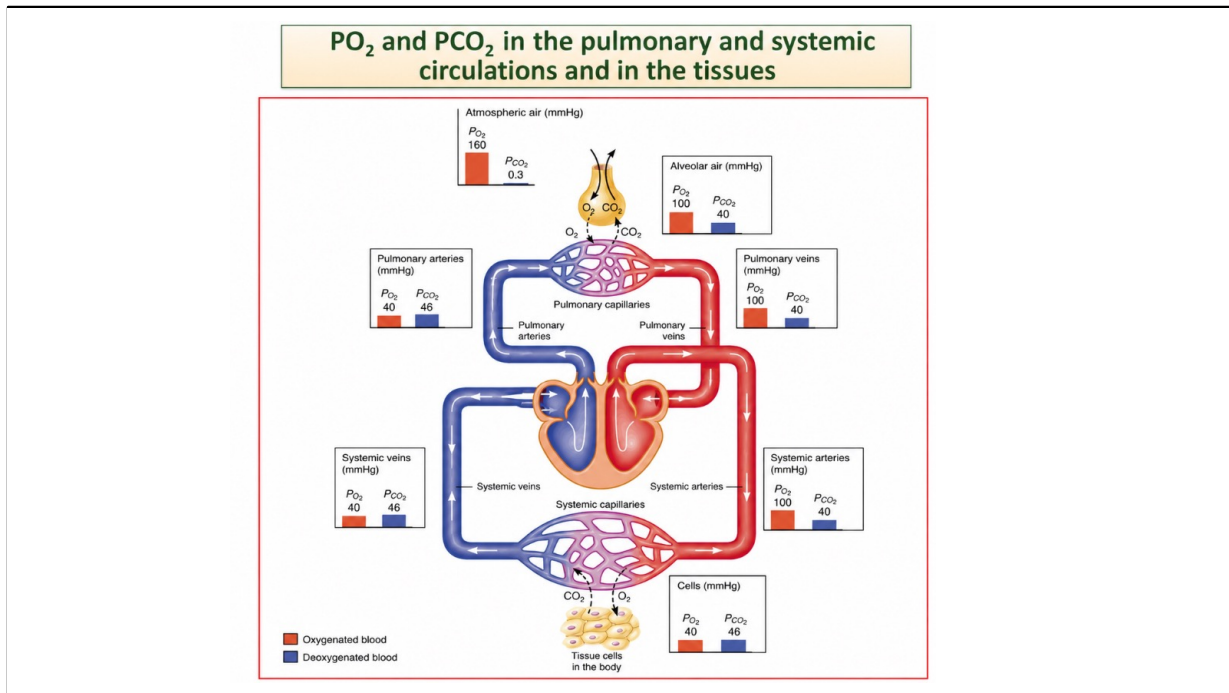 PO₂ and PCO₂ in the pulmonary and systemic
circulations and in the tissues
Atmospheric air (mmHg)
PO₂
160
PCO₂
0.3
Alveolar air (mmHg)
PO₂
100
PCO₂
40
O₂ CO₂
O₂ CO₂
Pulmonary arteries
(mmHg)
PO₂
40
PCO₂
46
Pulmonary veins
(mmHg)
PO₂
100
PCO₂
40
Pulmonary capillaries
Pulmonary
arteries
Pulmonary
veins
Systemic veins
(mmHg)
PO₂
40
PCO₂
46
Systemic arteries
(mmHg)
PO₂
100
PCO₂
40
Systemic veins
Systemic arteries
Systemic capillaries
CO₂ O₂
Cells (mmHg)
PO₂
40
PCO₂
46
Tissue cells
in the body
Oxygenated blood
Deoxygenated blood